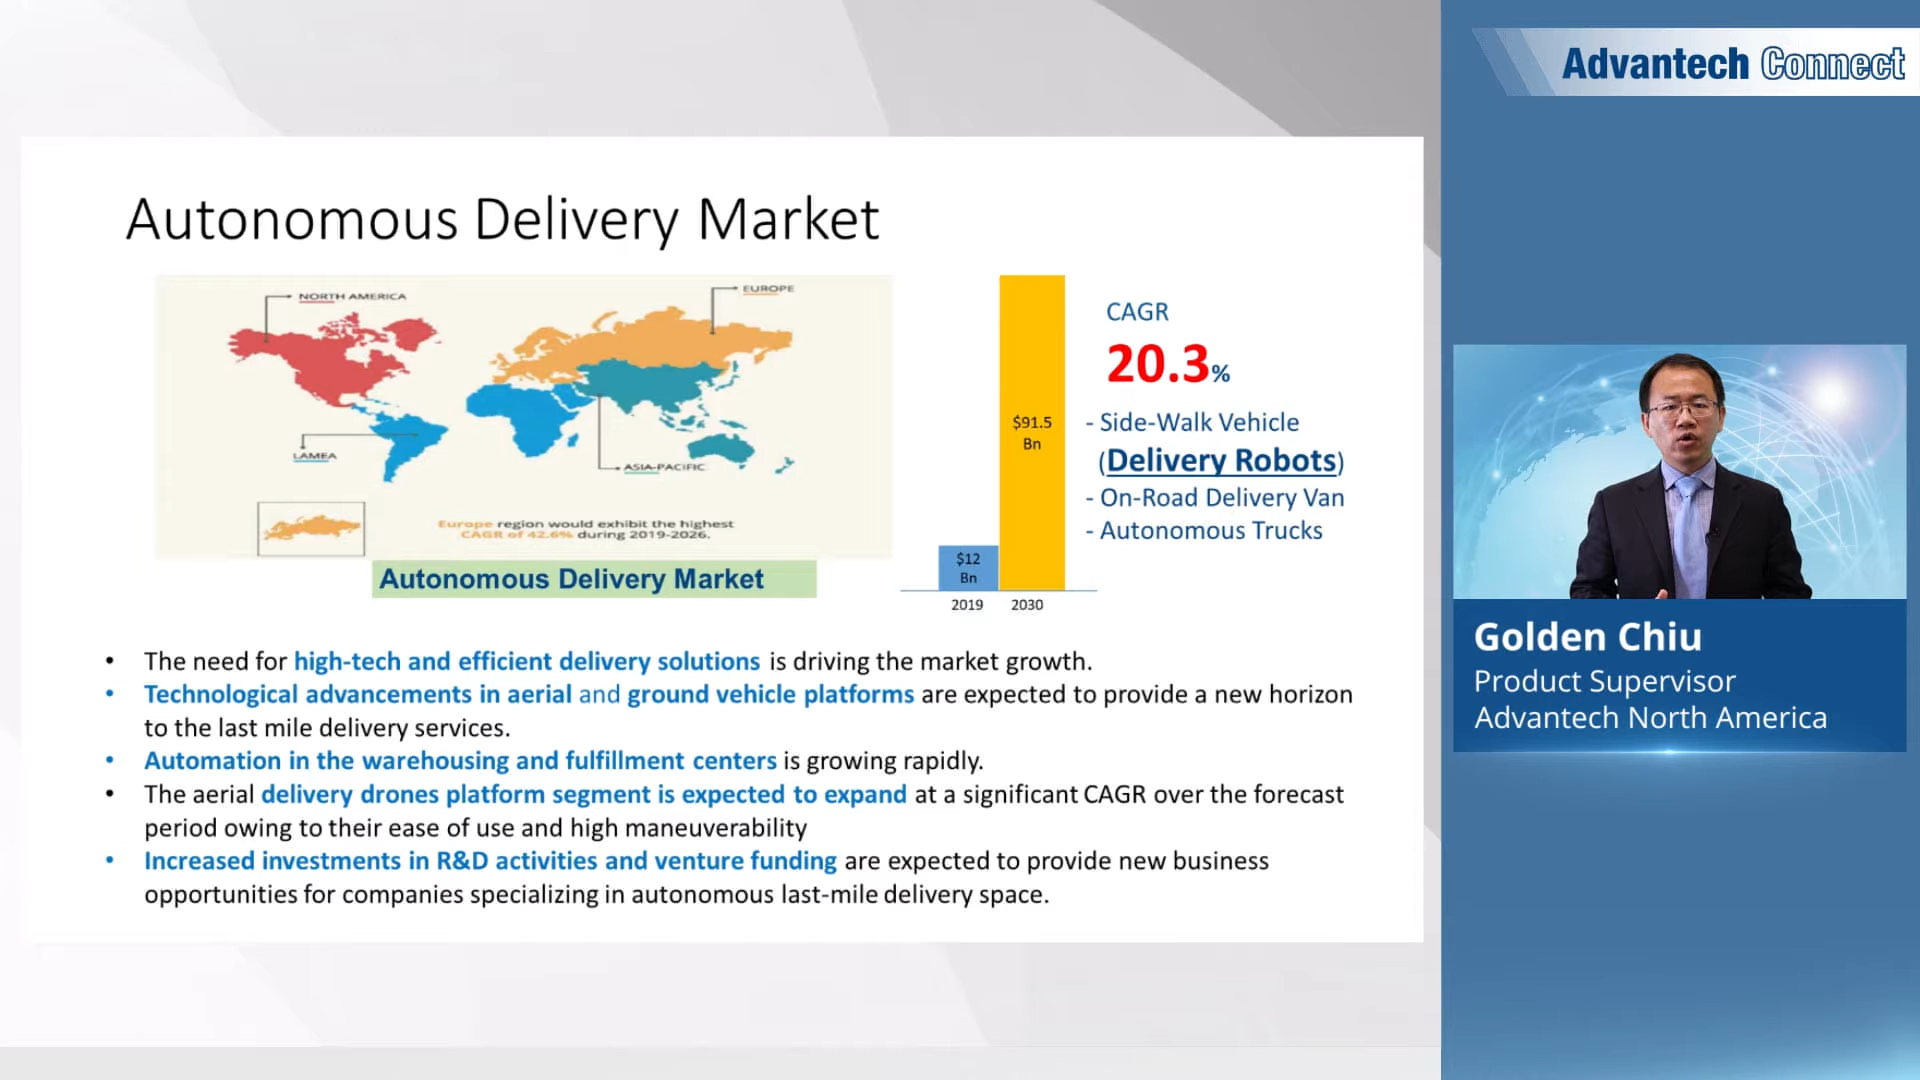 Advantech Connect
Autonomous Delivery Market
NORTH AMERICA
EUROPE
LAMEA
ASIA-PACIFIC
Europe region would exhibit the highest
CAGR of 42.6% during 2019-2026.
Autonomous Delivery Market
$91.5
Bn
$12
Bn
2019 2030
CAGR
20.3%
- Side-Walk Vehicle
(Delivery Robots)
- On-Road Delivery Van
- Autonomous Trucks
• The need for high-tech and efficient delivery solutions is driving the market growth.
• Technological advancements in aerial and ground vehicle platforms are expected to provide a new horizon
to the last mile delivery services.
• Automation in the warehousing and fulfillment centers is growing rapidly.
• The aerial delivery drones platform segment is expected to expand at a significant CAGR over the forecast
period owing to their ease of use and high maneuverability
• Increased investments in R&D activities and venture funding are expected to provide new business
opportunities for companies specializing in autonomous last-mile delivery space.
Golden Chiu
Product Supervisor
Advantech North America